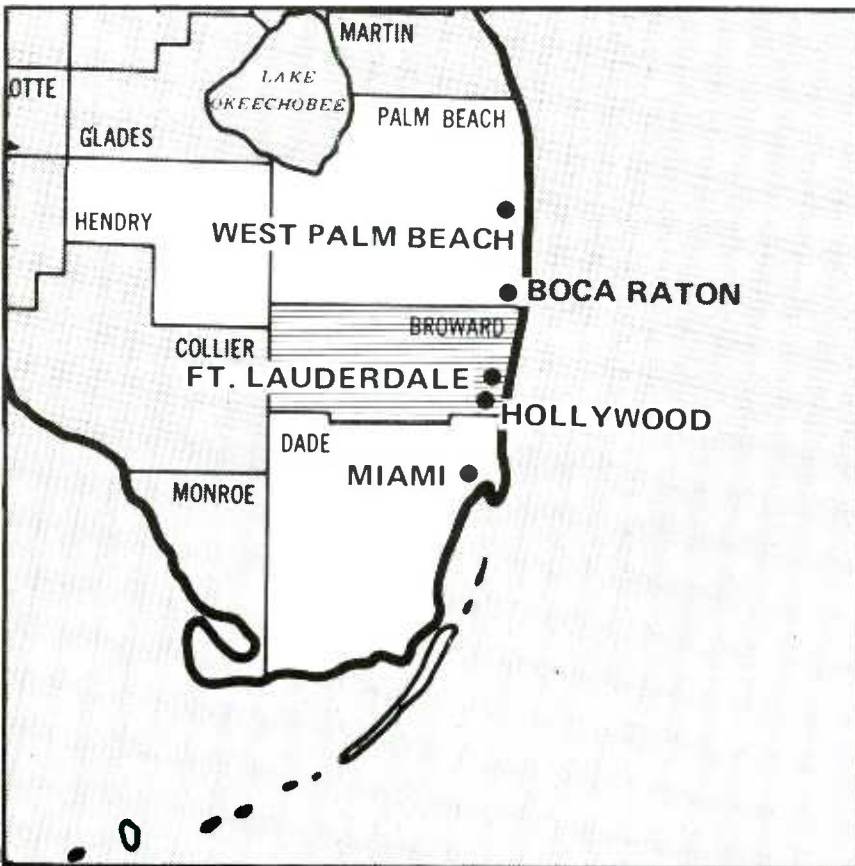 MARTIN
LAKE
OKEECHOBEE
OTTE
PALM BEACH
GLADES
HENDRY
WEST PALM BEACH
BOCA RATON
BROWARD
COLLIER
FT. LAUDERDALE
HOLLYWOOD
DADE
MIAMI
MONROE